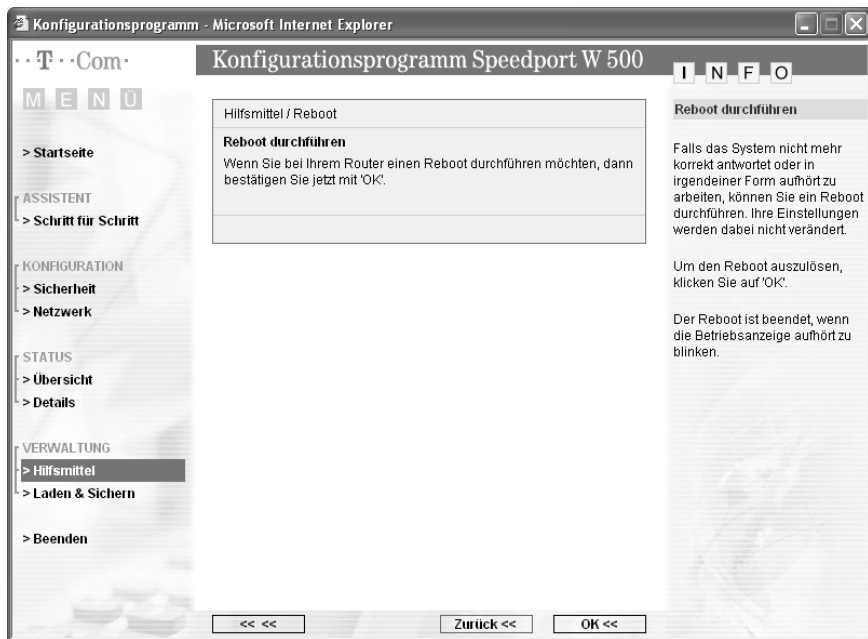 Konfigurationsprogramm - Microsoft Internet Explorer
··T··Com·
Konfigurationsprogramm Speedport W 500
INFO
MENÜ
> Startseite
ASSISTENT
> Schritt für Schritt
KONFIGURATION
> Sicherheit
> Netzwerk
STATUS
> Übersicht
> Details
VERWALTUNG
> Hilfsmittel
> Laden & Sichern
> Beenden
Hilfsmittel / Reboot
Reboot durchführen
Wenn Sie bei Ihrem Router einen Reboot durchführen möchten, dann
bestätigen Sie jetzt mit 'OK'.
<< <<
Zurück <<
OK <<
Reboot durchführen
Falls das System nicht mehr
korrekt antwortet oder in
irgendeiner Form aufhört zu
arbeiten, können Sie ein Reboot
durchführen. Ihre Einstellungen
werden dabei nicht verändert.
Um den Reboot auszulösen,
klicken Sie auf 'OK'.
Der Reboot ist beendet, wenn
die Betriebsanzeige aufhört zu
blinken.